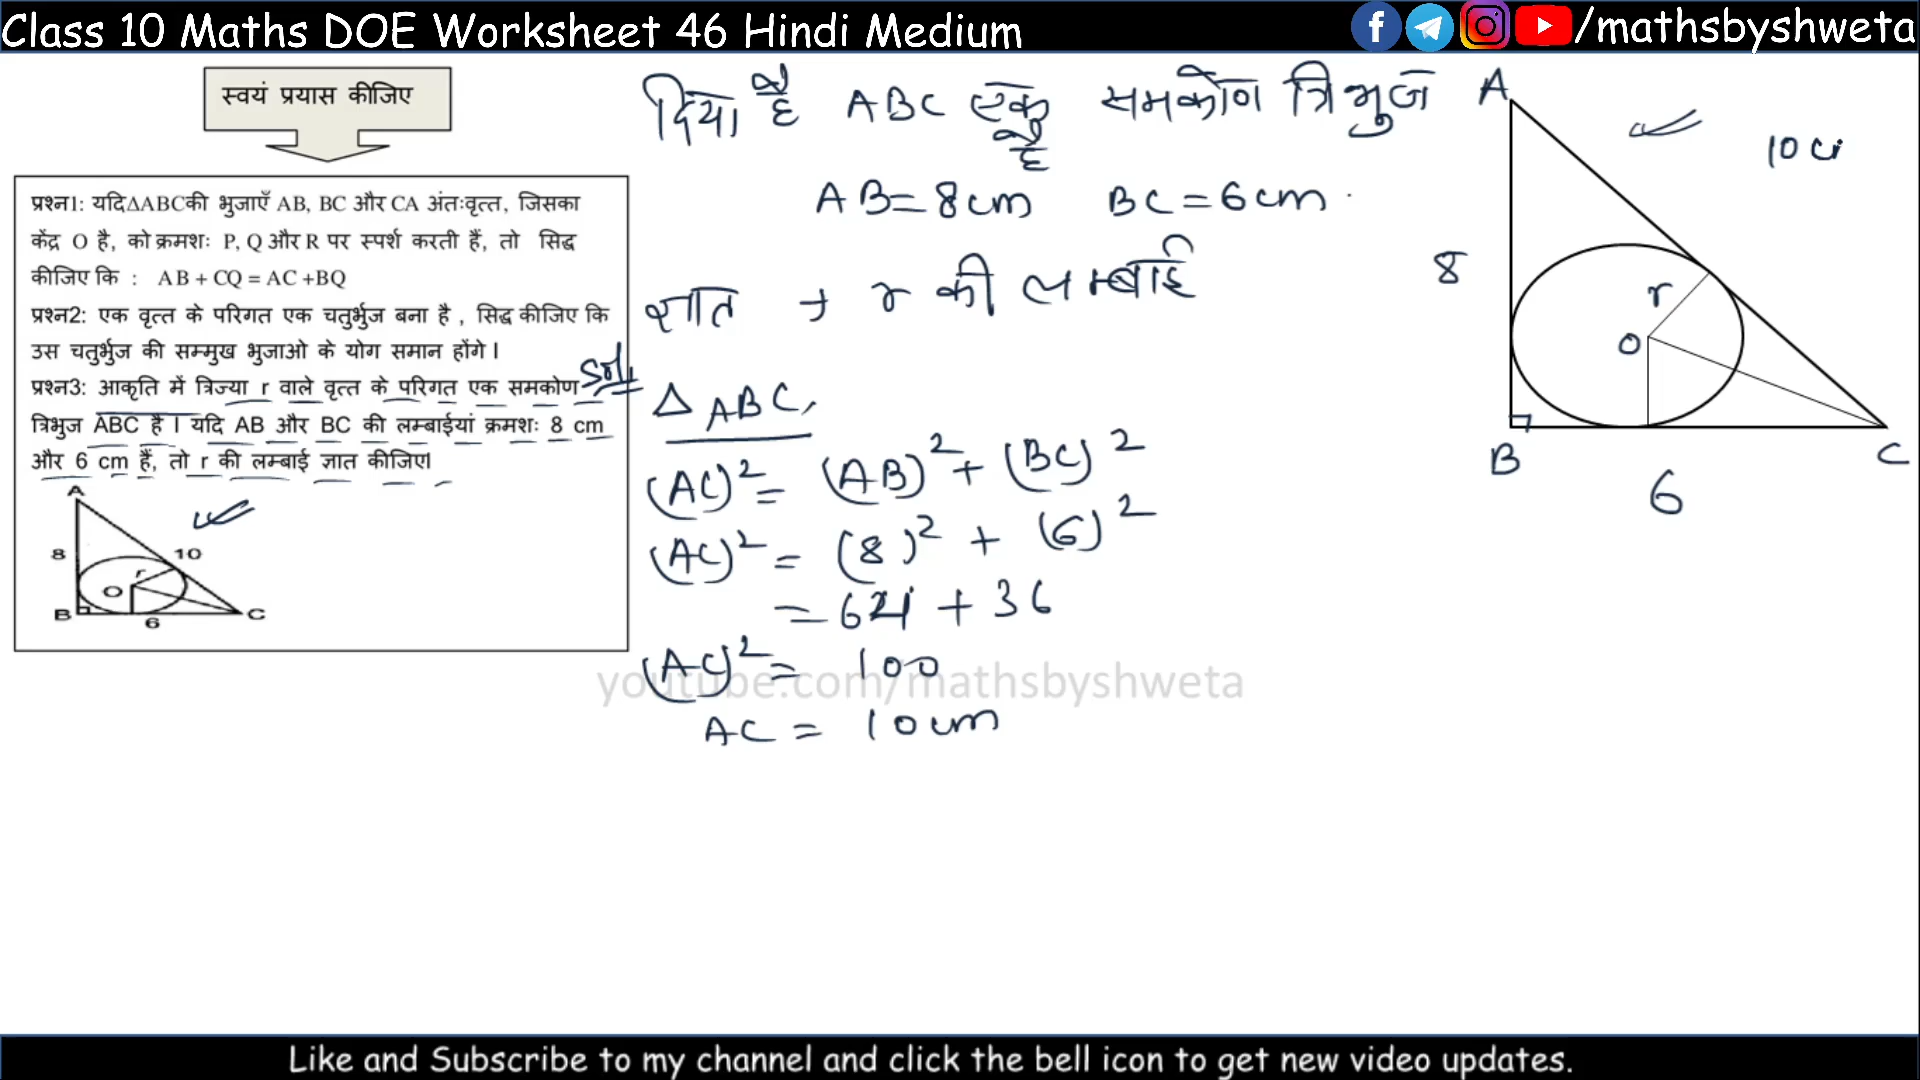 Class 10 Maths DOE Worksheet 46 Hindi Medium
/mathsbyshweta
स्वयं प्रयास कीजिए
प्रश्न1: यदिΔABCकी भुजाएँ AB, BC और CA अंतःवृत्त, जिसका
केंद्र O है, को क्रमशः P, Q और R पर स्पर्श करती हैं, तो सिद्ध
कीजिए कि : AB + CQ = AC +BQ
प्रश्न2: एक वृत्त के परिगत एक चतुर्भुज बना है , सिद्ध कीजिए कि
उस चतुर्भुज की सम्मुख भुजाओ के योग समान होंगे I
प्रश्न3: आकृति में त्रिज्या r वाले वृत्त के परिगत एक समकोण
त्रिभुज ABC है I यदि AB और BC की लम्बाईयां क्रमशः 8 cm
और 6 cm हैं, तो r की लम्बाई ज्ञात कीजिएI
A
8
10
r
O
B
C
6
दिया है ABC एक समकोण त्रिभुज
है
AB=8cm BC=6cm
ज्ञात → r की लम्बाई
Soln
Δ ABC,
(AC)² = (AB)² + (BC)²
(AC)² = (8)² + (6)²
= 64 + 36
(AC)² = 100
AC = 10cm
A
10 c
8
r
O
B
C
6
youtube.com/mathsbyshweta
Like and Subscribe to my channel and click the bell icon to get new video updates.